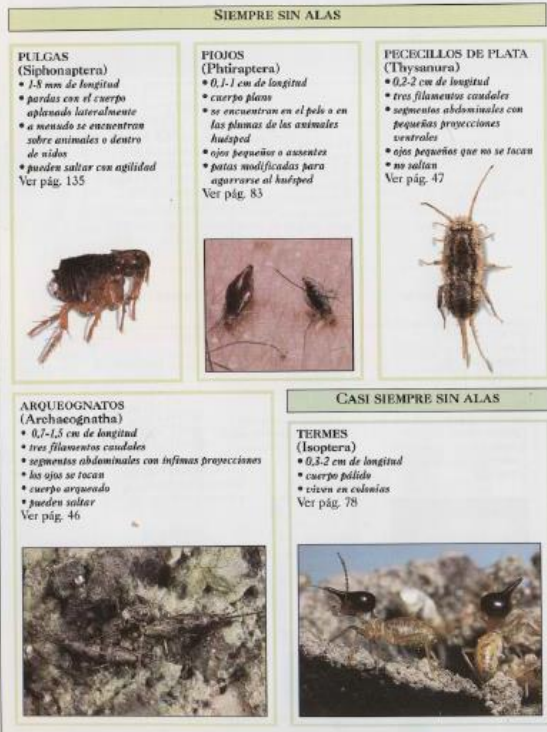 SIEMPRE SIN ALAS
PULGAS
(Siphonaptera)
• 1-8 mm de longitud
• pardas con el cuerpo
aplanado lateralmente
• a menudo se encuentran
sobre animales o dentro
de nidos
• pueden saltar con agilidad
Ver pág. 135
PIOJOS
(Phtiraptera)
• 0,1-1 cm de longitud
• cuerpo plano
• se encuentran en el pelo o en
las plumas de los animales
huésped
• ojos pequeños o ausentes
• patas modificadas para
agarrarse al huésped
Ver pág. 83
PECECILLOS DE PLATA
(Thysanura)
• 0,2-2 cm de longitud
• tres filamentos caudales
• segmentos abdominales con
pequeñas proyecciones
ventrales
• ojos pequeños que no se tocan
• no saltan
Ver pág. 47
ARQUEOGNATOS
(Archaeognatha)
• 0,7-1,5 cm de longitud
• tres filamentos caudales
• segmentos abdominales con ínfimas proyecciones
• los ojos se tocan
• cuerpo arqueado
• pueden saltar
Ver pág. 46
CASI SIEMPRE SIN ALAS
TERMES
(Isoptera)
• 0,3-2 cm de longitud
• cuerpo pálido
• viven en colonias
Ver pág. 78